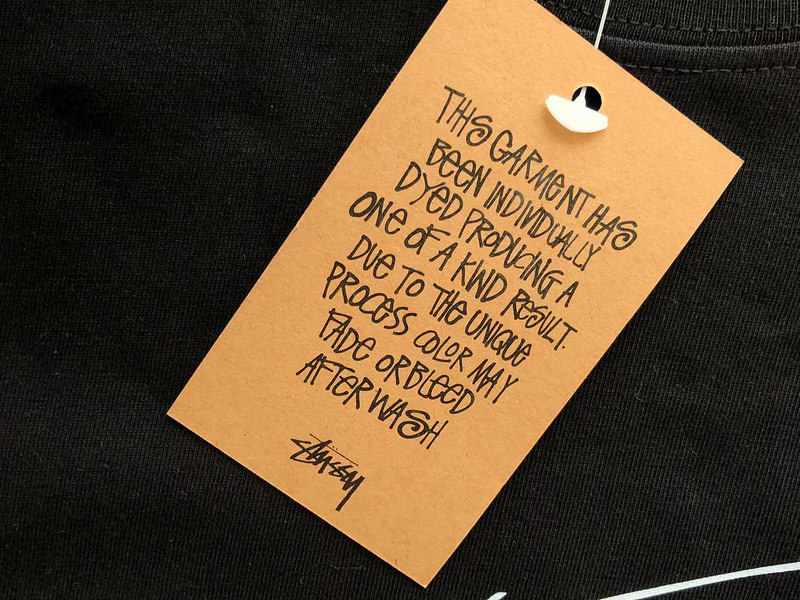 THIS GARMENT HAS
BEEN INDIVIDUALLY
DYED PRODUCING A
ONE OF A KIND RESULT.
DUE TO THE UNIQUE
PROCESS COLOR MAY
FADE OR BLEED
AFTER WASH
Stüssy